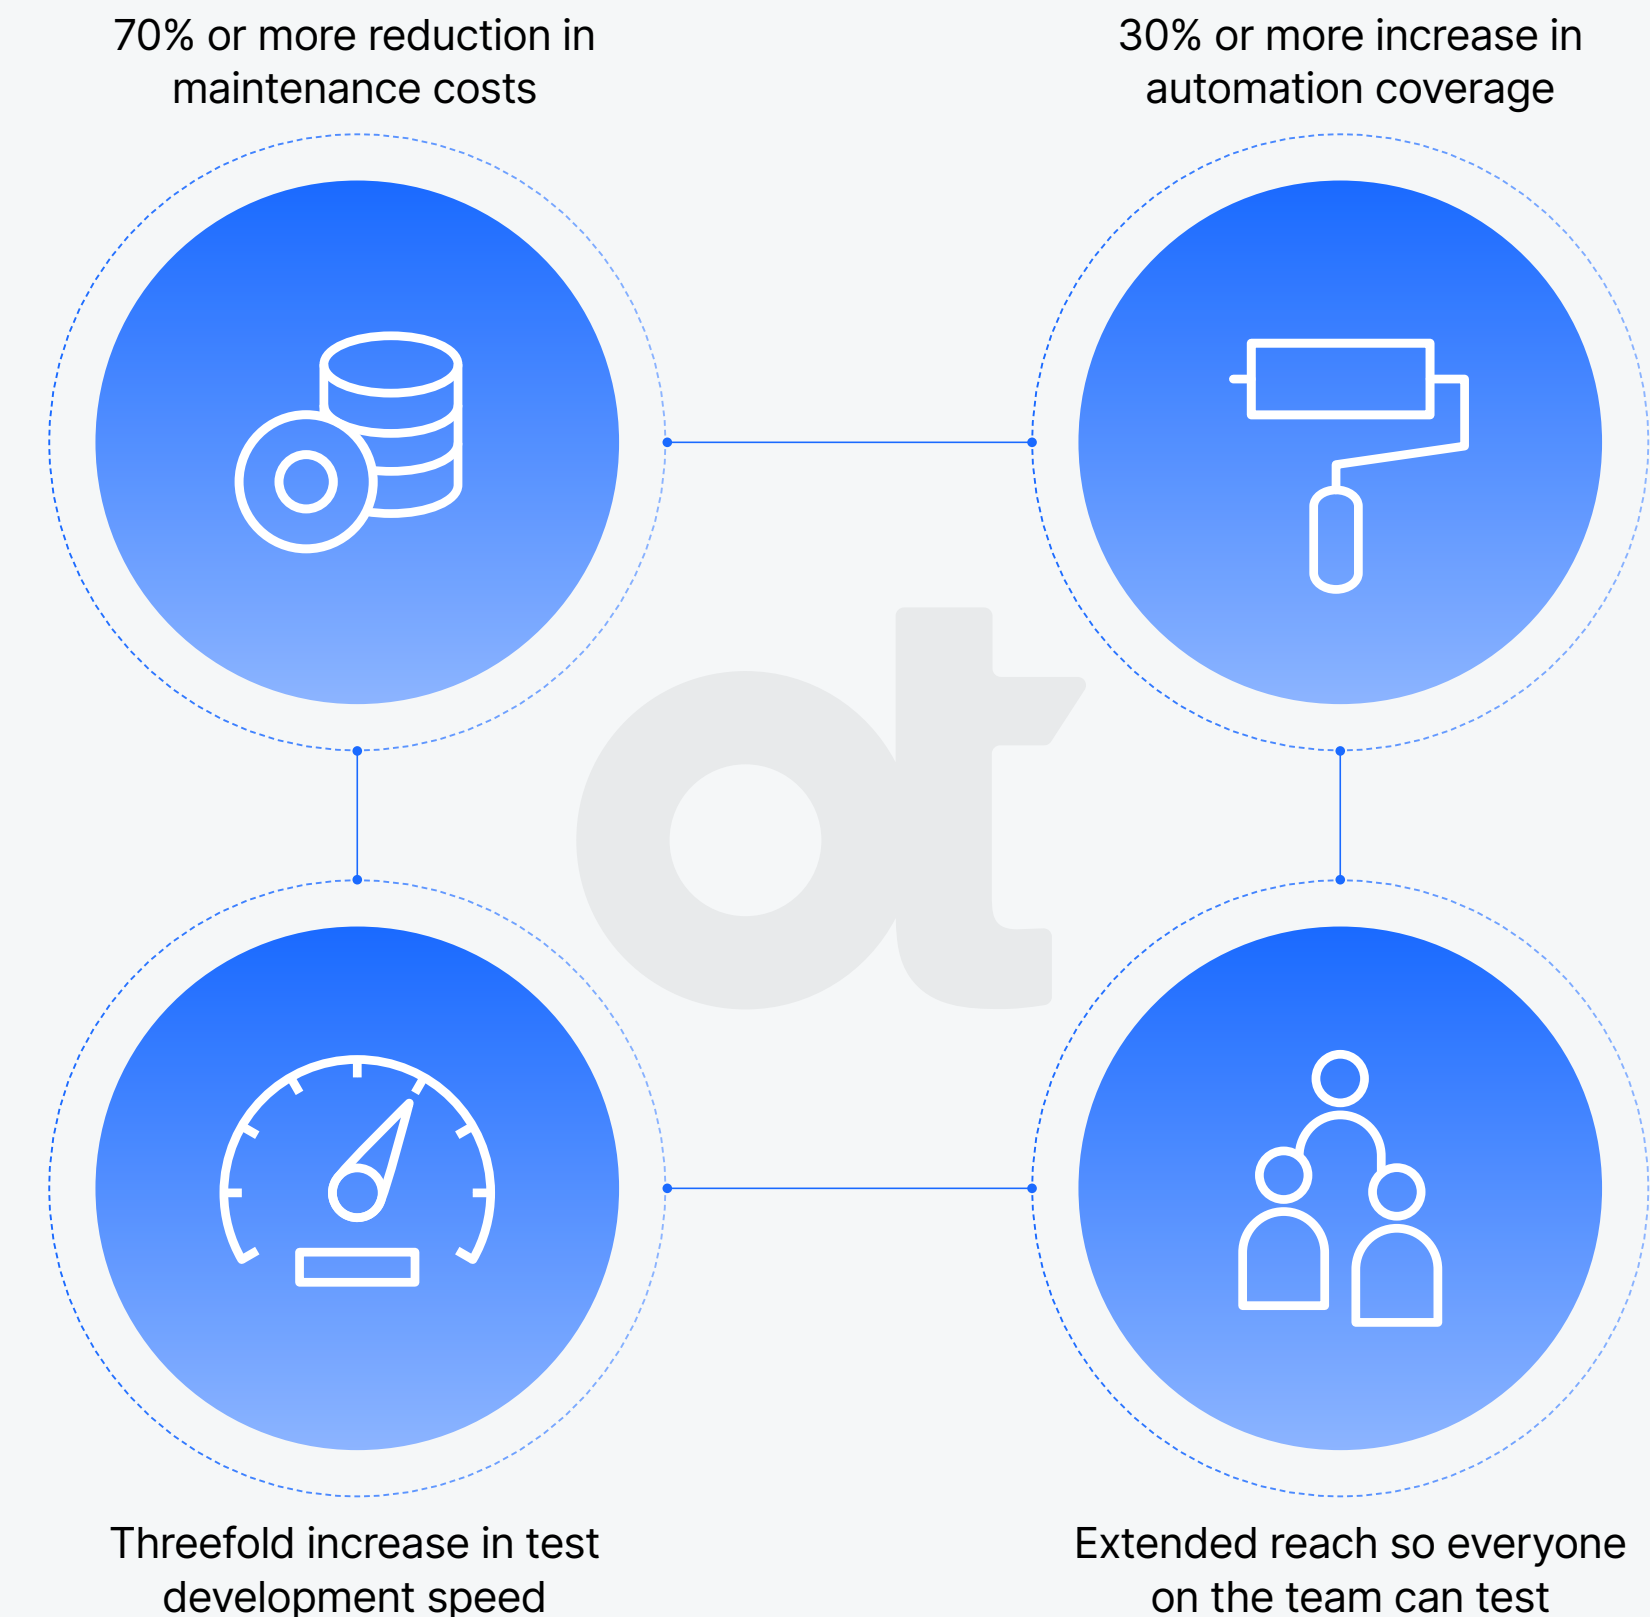 70% or more reduction in
maintenance costs
30% or more increase in
automation coverage
ot
Threefold increase in test
development speed
Extended reach so everyone
on the team can test